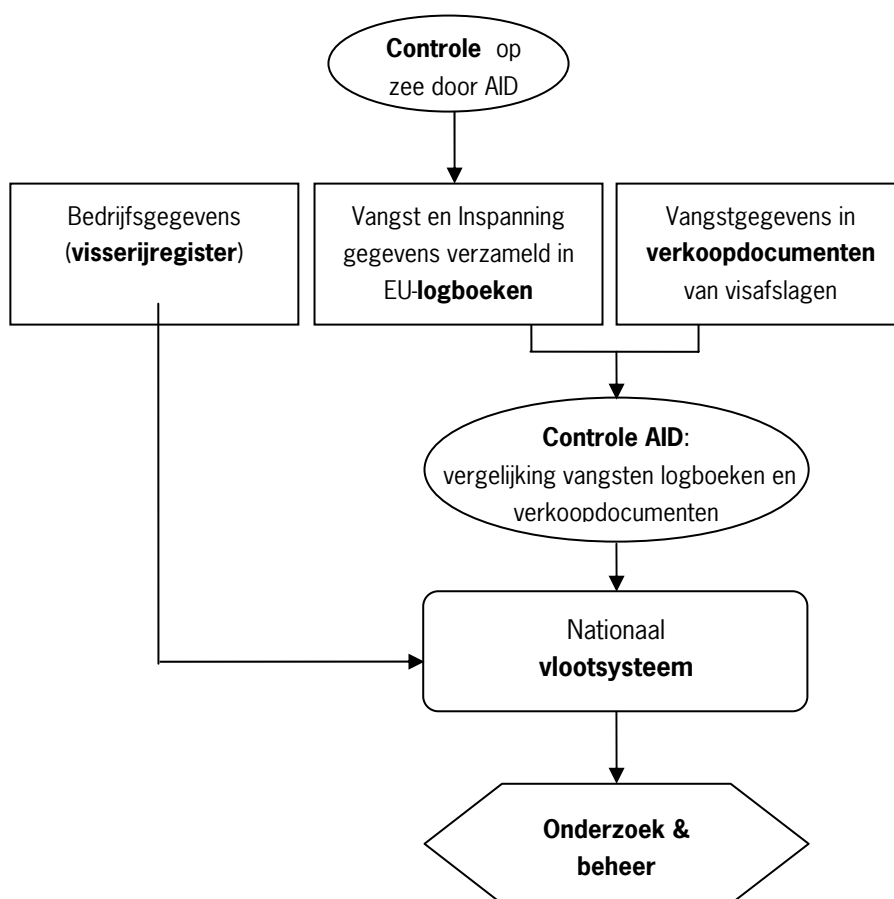 Controle op
zee door AID
Bedrijfsgegevens
(visserijregister)
Vangst en Inspanning
gegevens verzameld in
EU-logboeken
Vangstgegevens in
verkoopdocumenten
van visafslagen
Controle AID:
vergelijking vangsten logboeken en
verkoopdocumenten
Nationaal
vlootsysteem
Onderzoek &
beheer